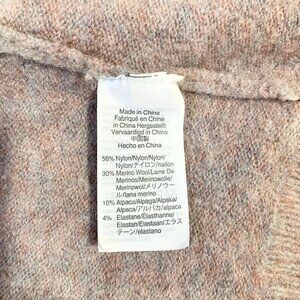 Made in China
Fabriqué en Chine
in China Hergestellt
Vervaardigd in China
中国製
Hecho en China
56% Nylon/Nylon/Nylon/
Nylon/ナイロン/nailon
30% Merino Wool/Laine De
Merinos/Merinowolle/
Merinowol/メリノウー
ル/lana merino
10% Alpaca/Alpaga/Alpaka/
Alpaca/アルパカ/alpaca
4% Elastane/Elasthanne/
Elastan/Elastaan/エラス
テーン/elastano